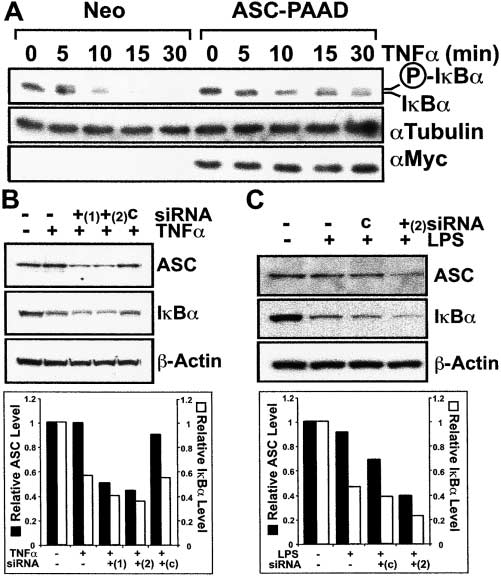 A
Neo ASC-PAAD
0 5 10 15 30 0 5 10 15 30 TNFα (min)
P-IκBα
IκBα
αTubulin
αMyc
B
- - +(1) +(2) c siRNA
- + + + + TNFα
ASC
IκBα
β-Actin
Relative ASC Level
Relative IκBα Level
1.2 1.2
1 1
0.8 0.8
0.6 0.6
0.4 0.4
0.2 0.2
0 0
TNFα - + + + +
siRNA - - +(1) +(2) +(c)
C
- - c +(2) siRNA
- + + + LPS
ASC
IκBα
β-Actin
Relative ASC Level
Relative IκBα Level
1.2 1.2
1 1
0.8 0.8
0.6 0.6
0.4 0.4
0.2 0.2
0 0
LPS - + + +
siRNA - - +(c) +(2)